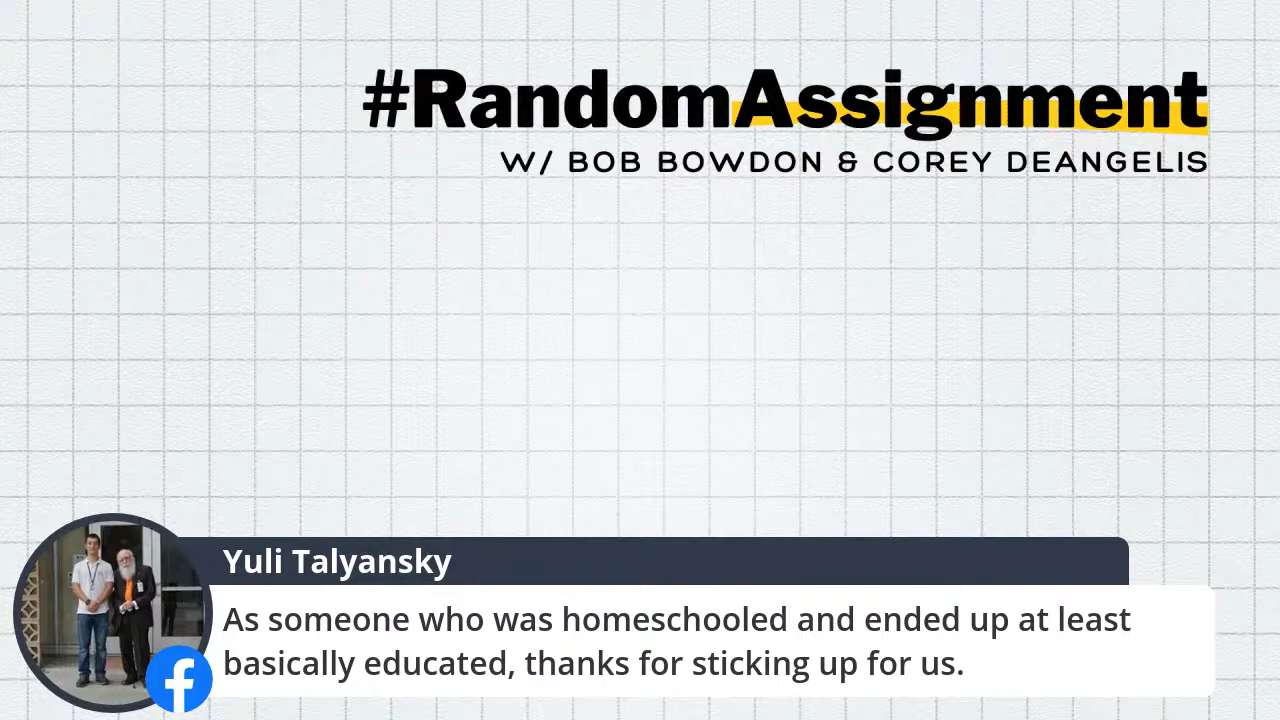 #RandomAssignment
W/ BOB BOWDON & COREY DEANGELIS
Yuli Talyansky
As someone who was homeschooled and ended up at least
basically educated, thanks for sticking up for us.